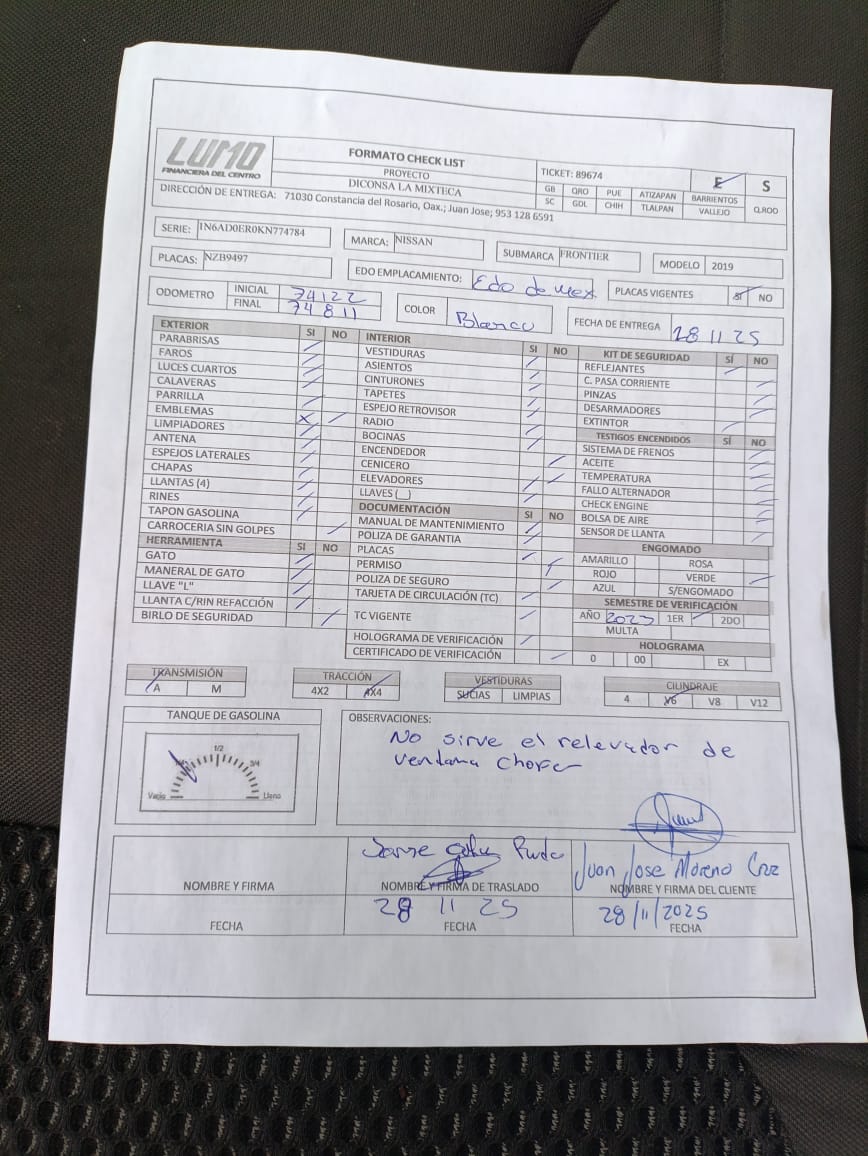 LUMO
FINANCIERA DEL CENTRO
FORMATO CHECK LIST
PROYECTO
DICONSA LA MIXTECA
TICKET: 89674
E S
GB QRO PUE ATIZAPAN BARRIENTOS Q.ROO
SC GDL CHIH TLALPAN VALLEJO
DIRECCIÓN DE ENTREGA: 71030 Constancia del Rosario, Oax.; Juan Jose; 953 128 6591
SERIE: 1N6AD0ER0KN774784
MARCA: NISSAN
SUBMARCA FRONTIER
MODELO 2019
PLACAS: NZB9497
EDO EMPLACAMIENTO: Edo de Mex
PLACAS VIGENTES SI NO
ODOMETRO INICIAL 74122
FINAL 74811
COLOR Blanco
FECHA DE ENTREGA 28 11 25
EXTERIOR SI NO
PARABRISAS
FAROS
LUCES CUARTOS
CALAVERAS
PARRILLA
EMBLEMAS
LIMPIADORES
ANTENA
ESPEJOS LATERALES
CHAPAS
LLANTAS (4)
RINES
TAPON GASOLINA
CARROCERIA SIN GOLPES
HERRAMIENTA SI NO
GATO
MANERAL DE GATO
LLAVE "L"
LLANTA C/RIN REFACCIÓN
BIRLO DE SEGURIDAD
INTERIOR SI NO
VESTIDURAS
ASIENTOS
CINTURONES
TAPETES
ESPEJO RETROVISOR
RADIO
BOCINAS
ENCENDEDOR
CENICERO
ELEVADORES
LLAVES (__)
DOCUMENTACIÓN SI NO
MANUAL DE MANTENIMIENTO
POLIZA DE GARANTIA
PLACAS
PERMISO
POLIZA DE SEGURO
TARJETA DE CIRCULACIÓN (TC)
TC VIGENTE
HOLOGRAMA DE VERIFICACIÓN
CERTIFICADO DE VERIFICACIÓN
KIT DE SEGURIDAD SÍ NO
REFLEJANTES
C. PASA CORRIENTE
PINZAS
DESARMADORES
EXTINTOR
TESTIGOS ENCENDIDOS SÍ NO
SISTEMA DE FRENOS
ACEITE
TEMPERATURA
FALLO ALTERNADOR
CHECK ENGINE
BOLSA DE AIRE
SENSOR DE LLANTA
ENGOMADO
AMARILLO ROSA
ROJO VERDE
AZUL S/ENGOMADO
SEMESTRE DE VERIFICACIÓN
AÑO 2025 1ER 2DO
MULTA
HOLOGRAMA
0 00 EX
TRANSMISIÓN
A M
TRACCIÓN
4X2 4X4
VESTIDURAS
SUCIAS LIMPIAS
CILINDRAJE
4 V6 V8 V12
TANQUE DE GASOLINA
1/2
3/4
Vacio Lleno
OBSERVACIONES:
No sirve el relevador de
ventana chofer
Juan Jose Moreno Cruz
NOMBRE Y FIRMA
NOMBRE Y FIRMA DE TRASLADO
NOMBRE Y FIRMA DEL CLIENTE
28 11 25
28/11/2025
FECHA
FECHA
FECHA